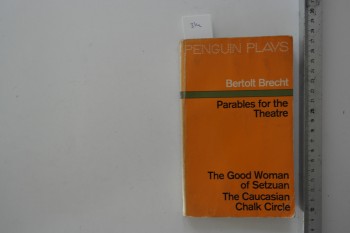 PENGUIN PLAYS
Bertolt Brecht
Parables for the
Theatre
The Good Woman
of Setzuan
The Caucasian
Chalk Circle